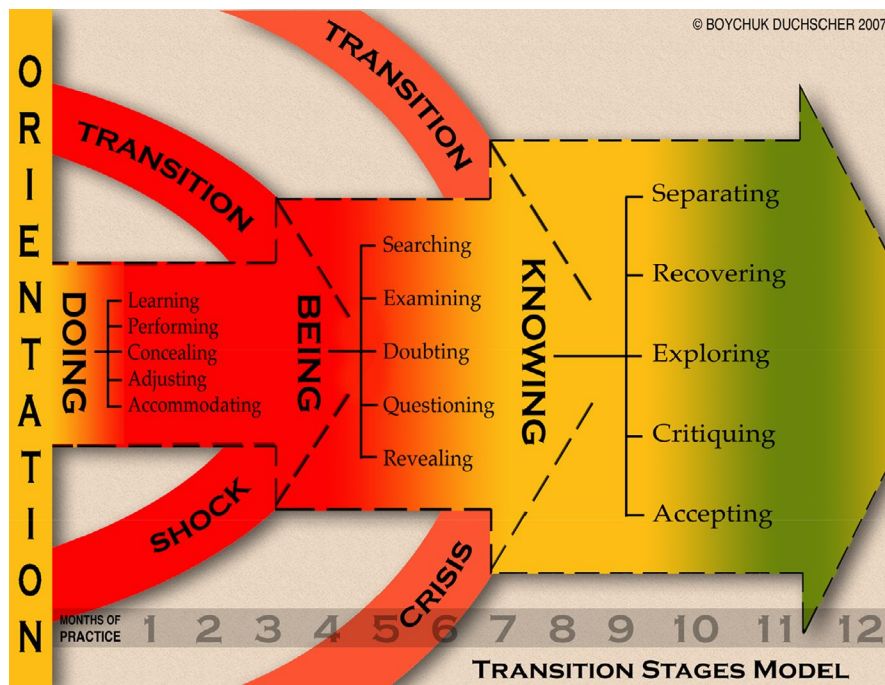 © BOYCHUK DUCHSCHER 2007
ORIENTATION
TRANSITION
TRANSITION
DOING
Learning
Performing
Concealing
Adjusting
Accommodating
BEING
Searching
Examining
Doubting
Questioning
Revealing
KNOWING
Separating
Recovering
Exploring
Critiquing
Accepting
SHOCK
CRISIS
MONTHS OF
PRACTICE
1 2 3 4 5 6 7 8 9 10 11 12
TRANSITION STAGES MODEL